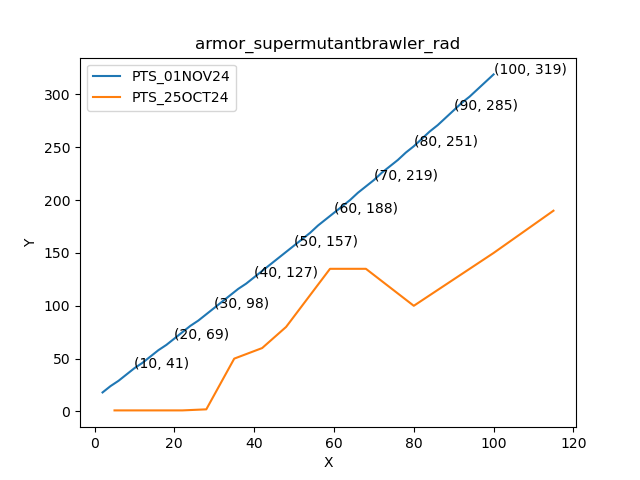 armor_supermutantbrawler_rad
PTS_01NOV24
PTS_25OCT24
(100, 319)
(90, 285)
(80, 251)
(70, 219)
(60, 188)
(50, 157)
(40, 127)
(30, 98)
(20, 69)
(10, 41)
Y
300
250
200
150
100
50
0
0 20 40 60 80 100 120
X